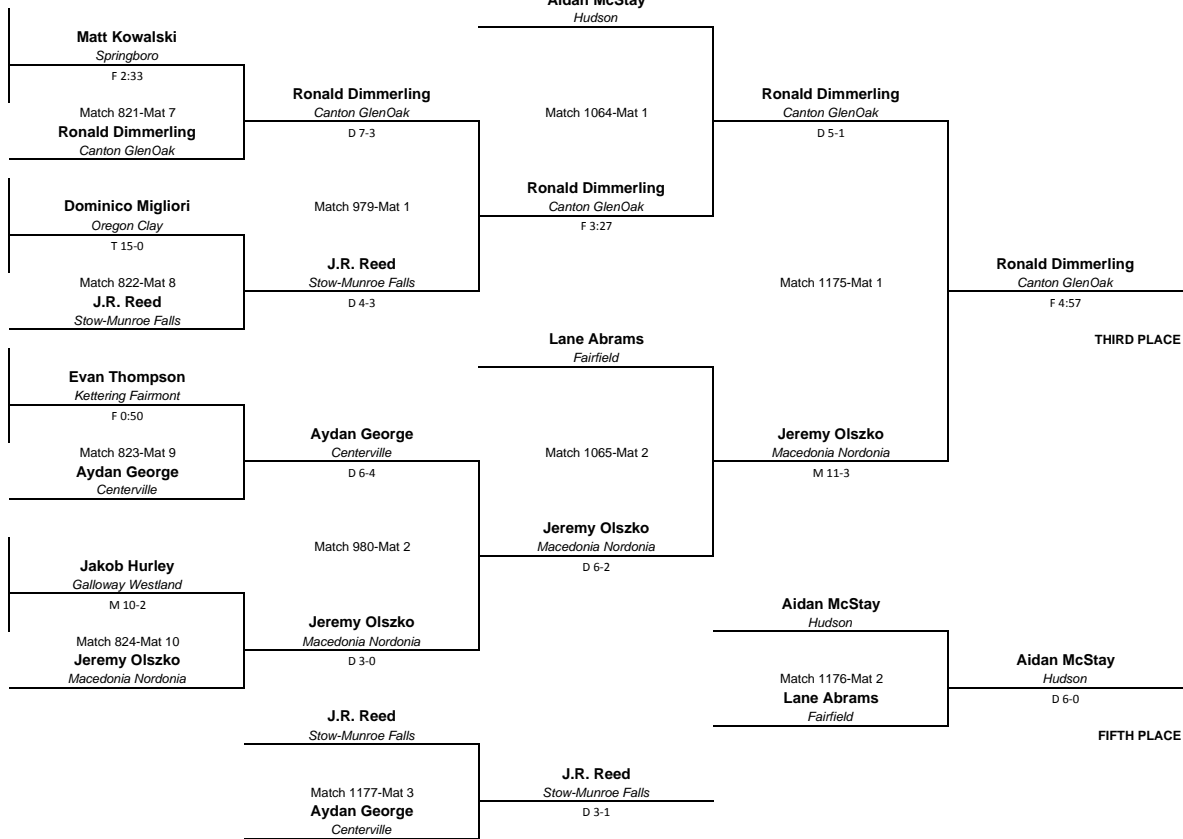 Aidan McStay
Hudson
Matt Kowalski
Springboro
F 2:33
Match 821-Mat 7
Ronald Dimmerling
Canton GlenOak
Ronald Dimmerling
Canton GlenOak
D 7-3
Match 1064-Mat 1
Ronald Dimmerling
Canton GlenOak
D 5-1
Dominico Migliori
Oregon Clay
T 15-0
Match 822-Mat 8
J.R. Reed
Stow-Munroe Falls
Match 979-Mat 1
J.R. Reed
Stow-Munroe Falls
D 4-3
Ronald Dimmerling
Canton GlenOak
F 3:27
Match 1175-Mat 1
Ronald Dimmerling
Canton GlenOak
F 4:57
THIRD PLACE
Evan Thompson
Kettering Fairmont
F 0:50
Match 823-Mat 9
Aydan George
Centerville
Aydan George
Centerville
D 6-4
Lane Abrams
Fairfield
Match 1065-Mat 2
Jeremy Olszko
Macedonia Nordonia
M 11-3
Jakob Hurley
Galloway Westland
M 10-2
Match 824-Mat 10
Jeremy Olszko
Macedonia Nordonia
Match 980-Mat 2
Jeremy Olszko
Macedonia Nordonia
D 3-0
Jeremy Olszko
Macedonia Nordonia
D 6-2
Aidan McStay
Hudson
Match 1176-Mat 2
Lane Abrams
Fairfield
Aidan McStay
Hudson
D 6-0
FIFTH PLACE
J.R. Reed
Stow-Munroe Falls
Match 1177-Mat 3
Aydan George
Centerville
J.R. Reed
Stow-Munroe Falls
D 3-1